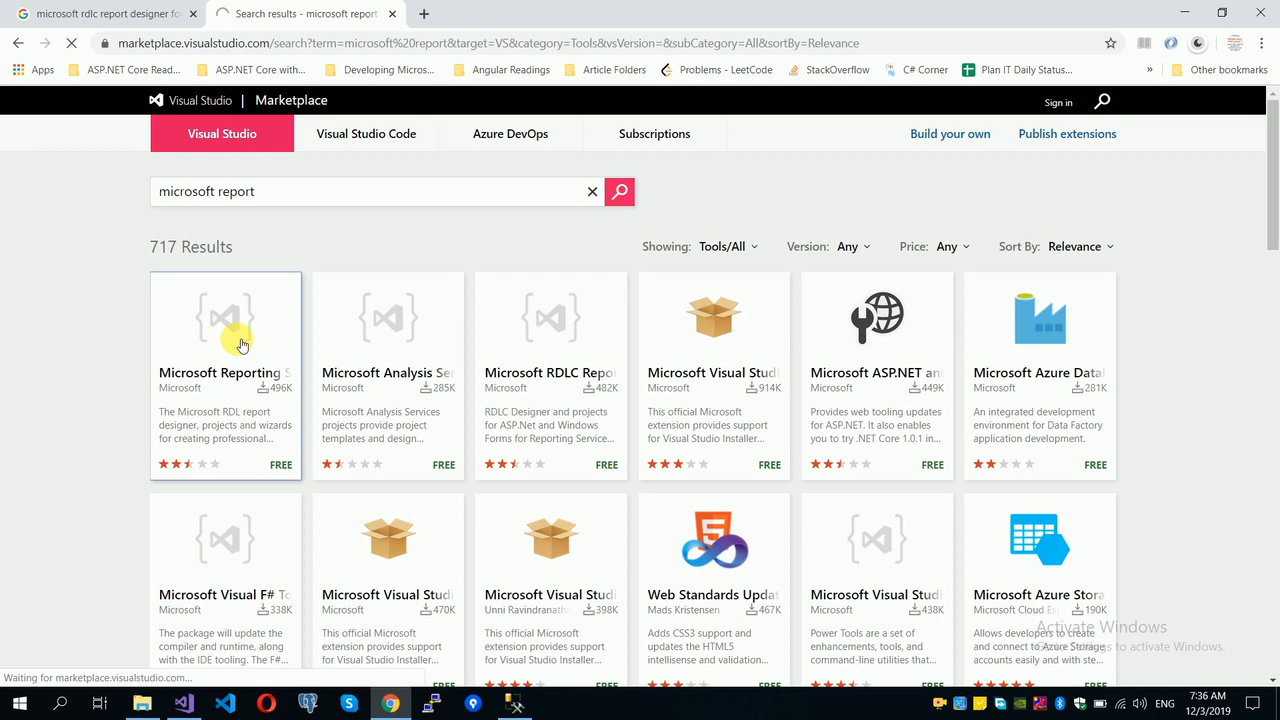 microsoft rdlc report designer fo
Search results - microsoft report
marketplace.visualstudio.com/search?term=microsoft%20report&target=VS&category=Tools&vsVersion=&subCategory=All&sortBy=Relevance
Apps
ASP.NET Core Read...
ASP.NET Core with...
Developing Micros...
Angular Readings
Article Folders
Problems - LeetCode
StackOverflow
C# Corner
Plan IT Daily Status...
»
Other bookmarks
Visual Studio | Marketplace
Sign in
Visual Studio
Visual Studio Code
Azure DevOps
Subscriptions
Build your own
Publish extensions
microsoft report
717 Results
Showing: Tools/All
Version: Any
Price: Any
Sort By: Relevance
Microsoft Reporting S
Microsoft
496K
The Microsoft RDL report
designer, projects and wizards
for creating professional...
FREE
Microsoft Analysis Se
Microsoft
285K
Microsoft Analysis Services
projects provide project
templates and design...
FREE
Microsoft RDLC Repo
Microsoft
482K
RDLC Designer and projects
for ASP.Net and Windows
Forms for Reporting Service...
FREE
Microsoft Visual Studi
Microsoft
914K
This official Microsoft
extension provides support
for Visual Studio Installer...
FREE
Microsoft ASP.NET an
Microsoft
449K
Provides web tooling updates
for ASP.NET. It also enables
you to try .NET Core 1.0.1 in...
FREE
Microsoft Azure Data
Microsoft
281K
An integrated development
environment for Data Factory
application development.
FREE
Microsoft Visual F# To
Microsoft
338K
The package will update the
compiler and runtime, along
with the IDE tooling. The F#...
Microsoft Visual Studi
Microsoft
470K
This official Microsoft
extension provides support
for Visual Studio Installer...
Microsoft Visual Studi
Unni Ravindranath
398K
This official Microsoft
extension provides support
for Visual Studio Installer...
Web Standards Updat
Mads Kristensen
467K
Adds CSS3 support and
updates the HTML5
intellisense and validation...
Microsoft Visual Studi
Microsoft
438K
Power Tools are a set of
enhancements, tools, and
command-line utilities that...
Microsoft Azure Stora
Microsoft Cloud Ex
190K
Allows developers to create
and connect to Azure Storage
accounts easily and with ste...
Activate Windows
to activate Windows.
Waiting for marketplace.visualstudio.com...
ENG
7:36 AM
12/3/2019